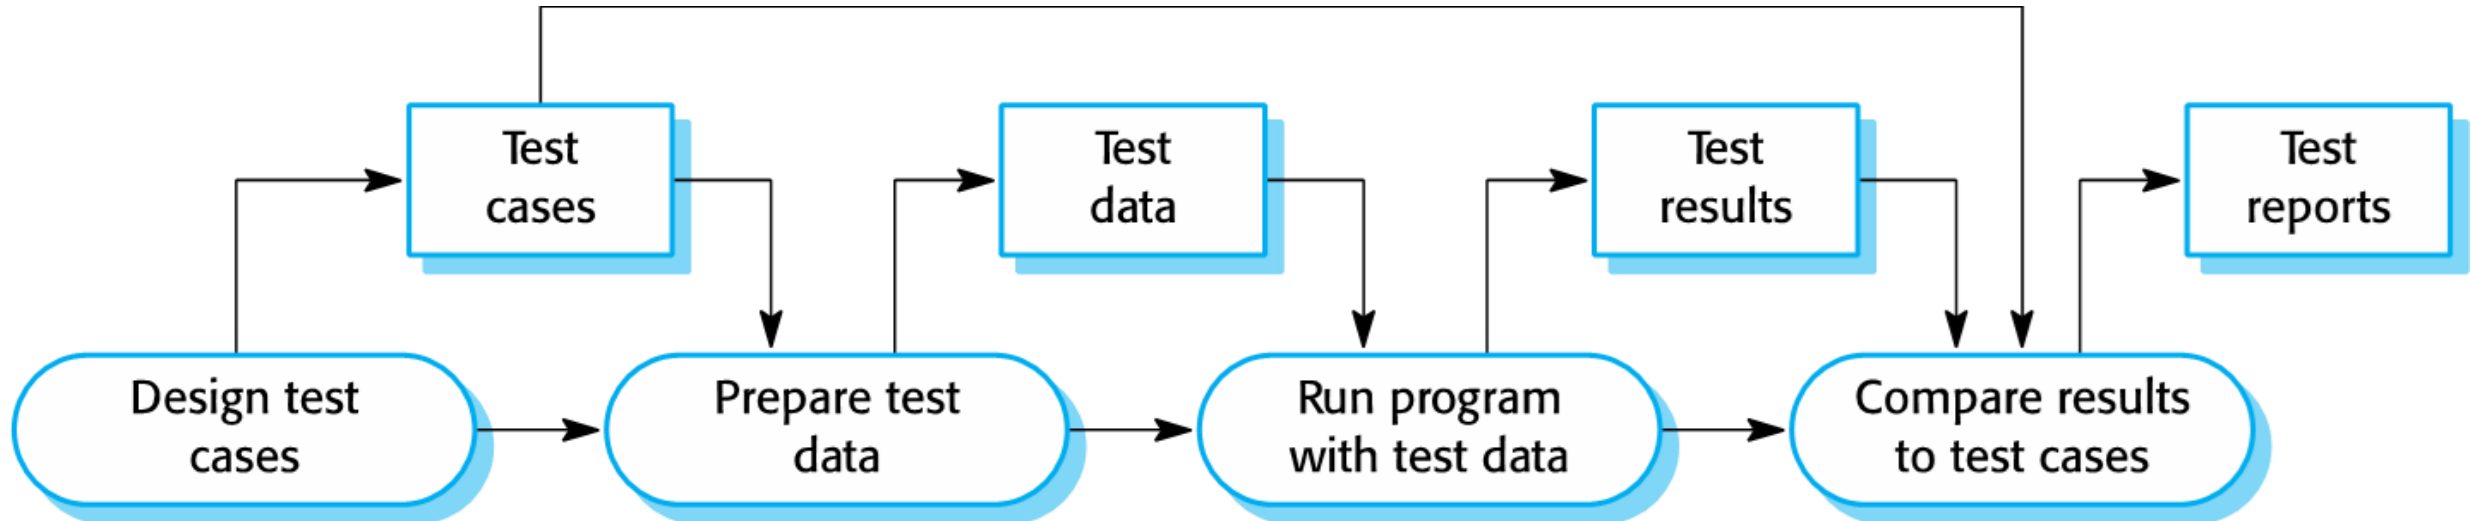 Test
cases
Test
data
Test
results
Test
reports
Design test
cases
Prepare test
data
Run program
with test data
Compare results
to test cases